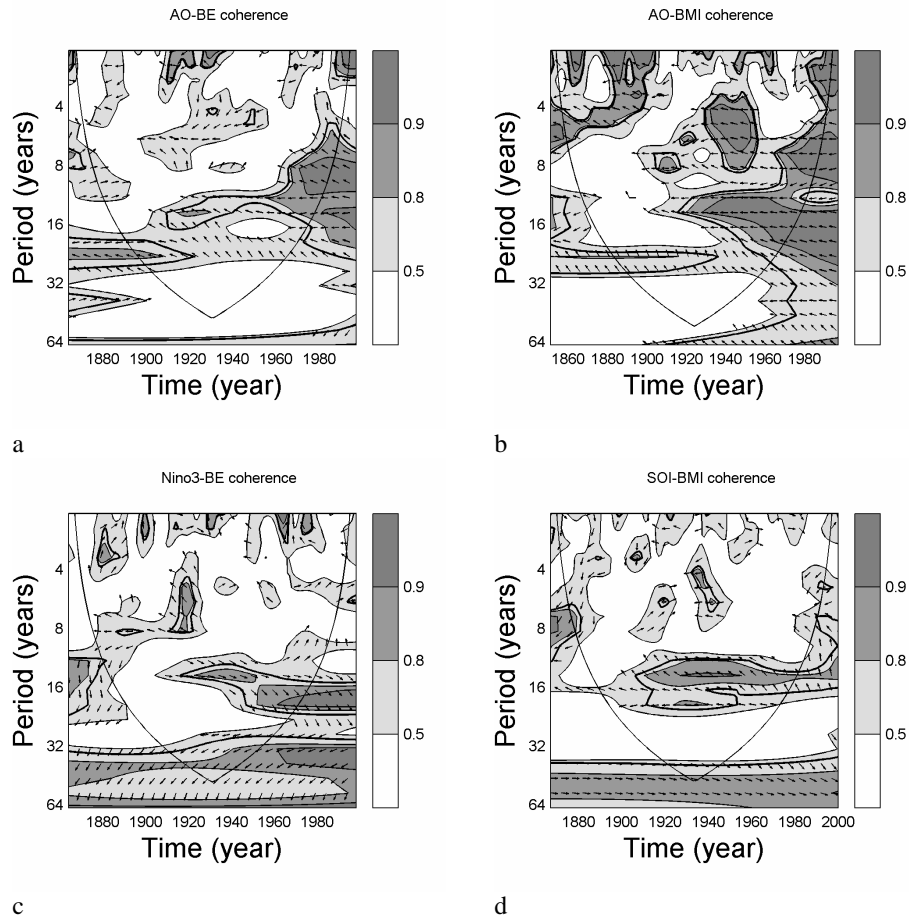 AO-BE coherence
Period (years)
4
8
16
32
64
1880 1900 1920 1940 1960 1980
Time (year)
0.9
0.8
0.5
a
AO-BMI coherence
Period (years)
4
8
16
32
64
1860 1880 1900 1920 1940 1960 1980
Time (year)
0.9
0.8
0.5
b
Nino3-BE coherence
Period (years)
4
8
16
32
64
1880 1900 1920 1940 1960 1980
Time (year)
0.9
0.8
0.5
c
SOI-BMI coherence
Period (years)
4
8
16
32
64
1880 1900 1920 1940 1960 1980 2000
Time (year)
0.9
0.8
0.5
d